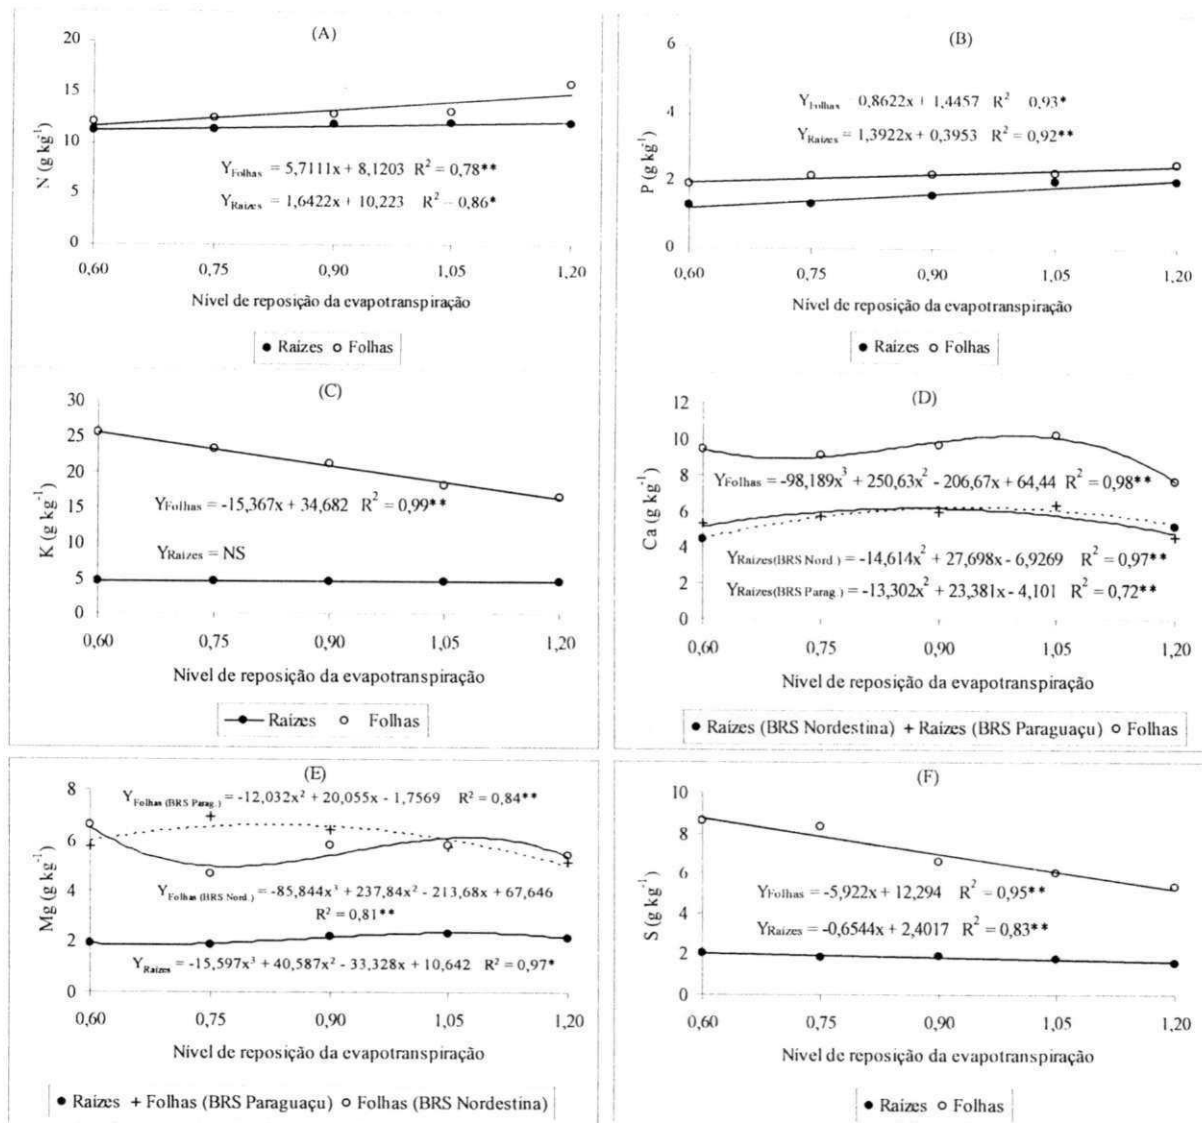 (A)
20
15
10
5
0
N (g kg⁻¹)
Y Folhas = 5,7111x + 8,1203 R² = 0,78**
Y Raízes = 1,6422x + 10,223 R² – 0,86*
0,60 0,75 0,90 1,05 1,20
Nível de reposição da evapotranspiração
● Raízes ○ Folhas
(B)
6
4
2
0
P (g kg⁻¹)
Y Folhas – 0,8622x + 1,4457 R² – 0,93*
Y Raízes = 1,3922x + 0,3953 R² = 0,92**
0,60 0,75 0,90 1,05 1,20
Nível de reposição da evapotranspiração
● Raízes ○ Folhas
(C)
30
25
20
15
10
5
0
K (g kg⁻¹)
Y Folhas = -15,367x + 34,682 R² = 0,99**
Y Raízes = NS
0,60 0,75 0,90 1,05 1,20
Nível de reposição da evapotranspiração
● Raízes ○ Folhas
(D)
12
10
8
6
4
2
0
Ca (g kg⁻¹)
Y Folhas = -98,189x³ + 250,63x² - 206,67x + 64,44 R² = 0,98**
Y Raízes(BRS Nord.) = -14,614x² + 27,698x - 6,9269 R² = 0,97**
Y Raízes(BRS Parag.) = -13,302x² + 23,381x - 4,101 R² = 0,72**
0,60 0,75 0,90 1,05 1,20
Nível de reposição da evapotranspiração
● Raízes (BRS Nordestina) + Raízes (BRS Paraguaçu) ○ Folhas
(E)
8
6
4
2
0
Mg (g kg⁻¹)
Y Folhas (BRS Parag.) = -12,032x² + 20,055x - 1,7569 R² = 0,84**
Y Folhas (BRS Nord.) = -85,844x³ + 237,84x² - 213,68x + 67,646
R² = 0,81**
Y Raízes = -15,597x³ + 40,587x² - 33,328x + 10,642 R² = 0,97*
0,60 0,75 0,90 1,05 1,20
Nível de reposição da evapotranspiração
● Raízes + Folhas (BRS Paraguaçu) ○ Folhas (BRS Nordestina)
(F)
10
8
6
4
2
0
S (g kg⁻¹)
Y Folhas = -5,922x + 12,294 R² = 0,95**
Y Raízes = -0,6544x + 2,4017 R² = 0,83**
0,60 0,75 0,90 1,05 1,20
Nível de reposição da evapotranspiração
● Raízes ○ Folhas